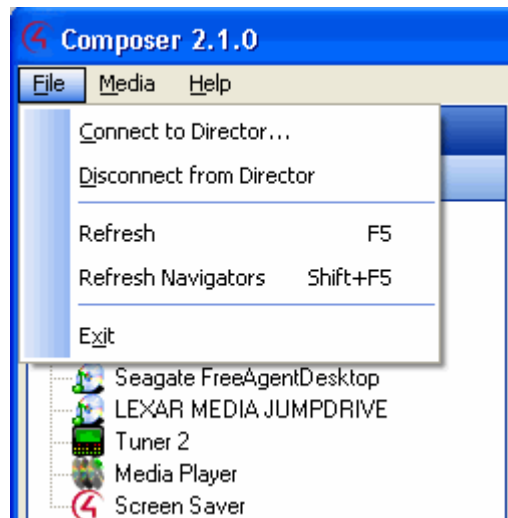 Composer 2.1.0
File Media Help
Connect to Director...
Disconnect from Director
Refresh F5
Refresh Navigators Shift+F5
Exit
Seagate FreeAgentDesktop
LEXAR MEDIA JUMPDRIVE
Tuner 2
Media Player
Screen Saver